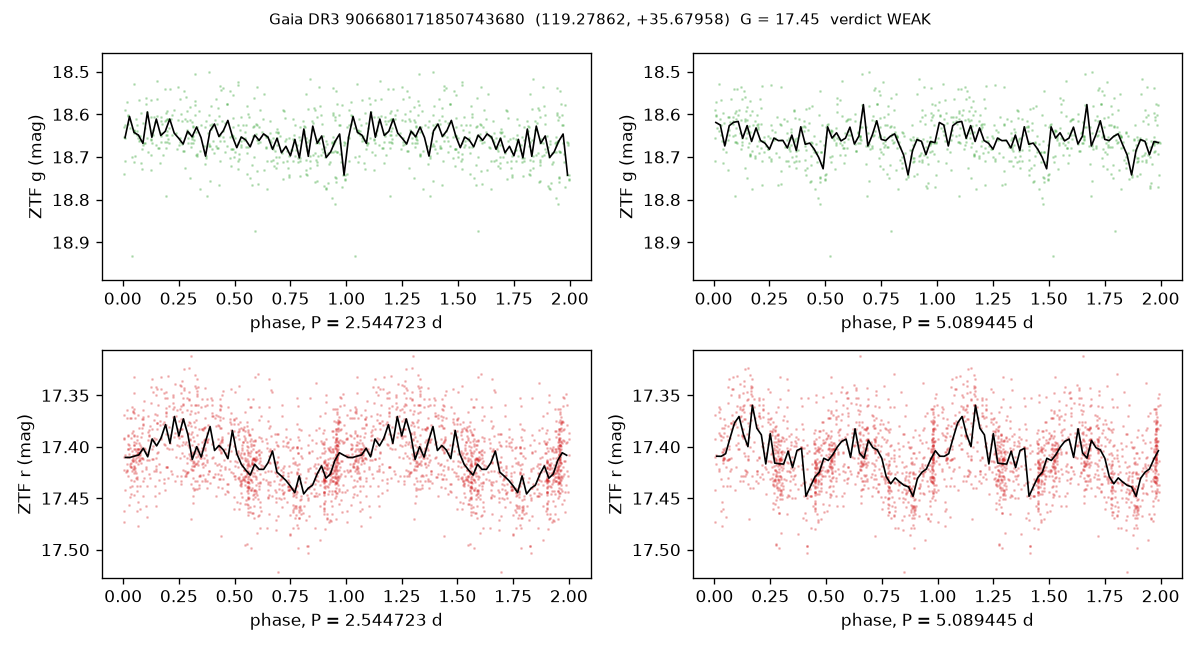 Gaia DR3 906680171850743680 (119.27862, +35.67958) G = 17.45 verdict WEAK
ZTF g (mag)
18.5
18.6
18.7
18.8
18.9
0.00 0.25 0.50 0.75 1.00 1.25 1.50 1.75 2.00
phase, P = 2.544723 d
ZTF g (mag)
18.5
18.6
18.7
18.8
18.9
0.00 0.25 0.50 0.75 1.00 1.25 1.50 1.75 2.00
phase, P = 5.089445 d
ZTF r (mag)
17.35
17.40
17.45
17.50
0.00 0.25 0.50 0.75 1.00 1.25 1.50 1.75 2.00
phase, P = 2.544723 d
ZTF r (mag)
17.35
17.40
17.45
17.50
0.00 0.25 0.50 0.75 1.00 1.25 1.50 1.75 2.00
phase, P = 5.089445 d